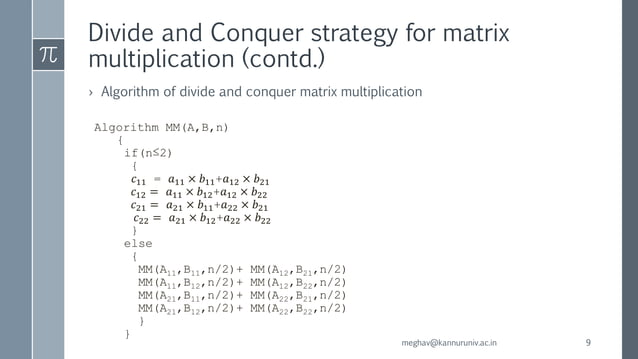 π
Divide and Conquer strategy for matrix
multiplication (contd.)
› Algorithm of divide and conquer matrix multiplication
Algorithm MM(A,B,n)
{
if(n≤2)
{
𝑐₁₁ = 𝑎₁₁ × 𝑏₁₁+𝑎₁₂ × 𝑏₂₁
𝑐₁₂ = 𝑎₁₁ × 𝑏₁₂+𝑎₁₂ × 𝑏₂₂
𝑐₂₁ = 𝑎₂₁ × 𝑏₁₁+𝑎₂₂ × 𝑏₂₁
𝑐₂₂ = 𝑎₂₁ × 𝑏₁₂+𝑎₂₂ × 𝑏₂₂
}
else
{
MM(A₁₁,B₁₁,n/2)+ MM(A₁₂,B₂₁,n/2)
MM(A₁₁,B₁₂,n/2)+ MM(A₁₂,B₂₂,n/2)
MM(A₂₁,B₁₁,n/2)+ MM(A₂₂,B₂₁,n/2)
MM(A₂₁,B₁₂,n/2)+ MM(A₂₂,B₂₂,n/2)
}
}
meghav@kannuruniv.ac.in 9